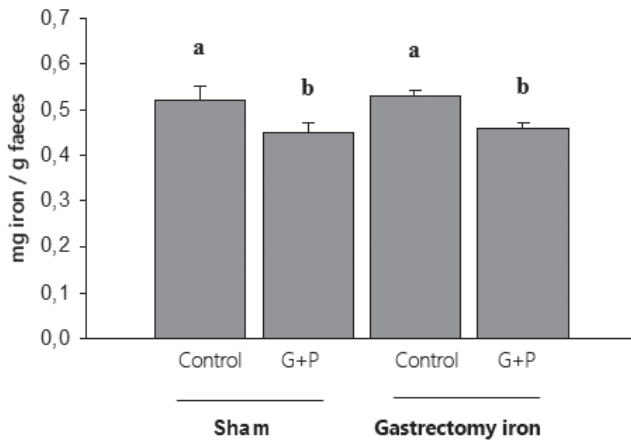 mg iron / g faeces
0,7
0,6
0,5
0,4
0,3
0,2
0,1
0,0
a
b
a
b
Control G+P Control G+P
Sham Gastrectomy iron